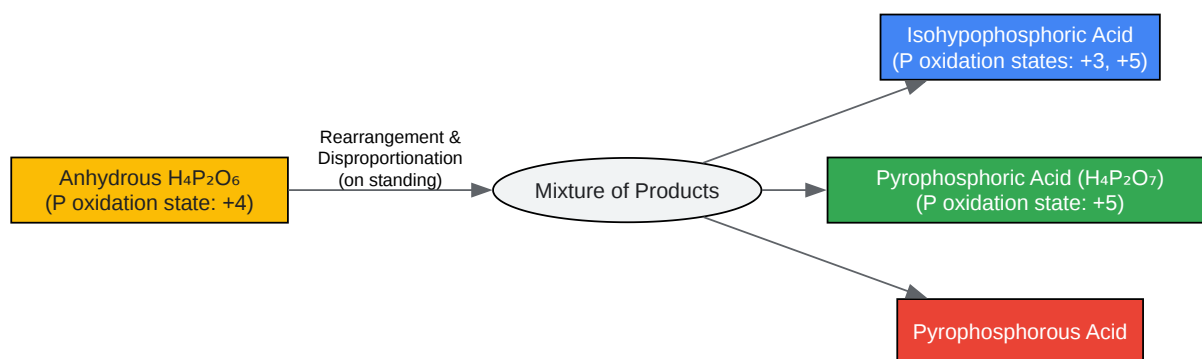 Anhydrous H₄P₂O₆
(P oxidation state: +4)
Rearrangement &
Disproportionation
(on standing)
Mixture of Products
Isohypophosphoric Acid
(P oxidation states: +3, +5)
Pyrophosphoric Acid (H₄P₂O₇)
(P oxidation state: +5)
Pyrophosphorous Acid